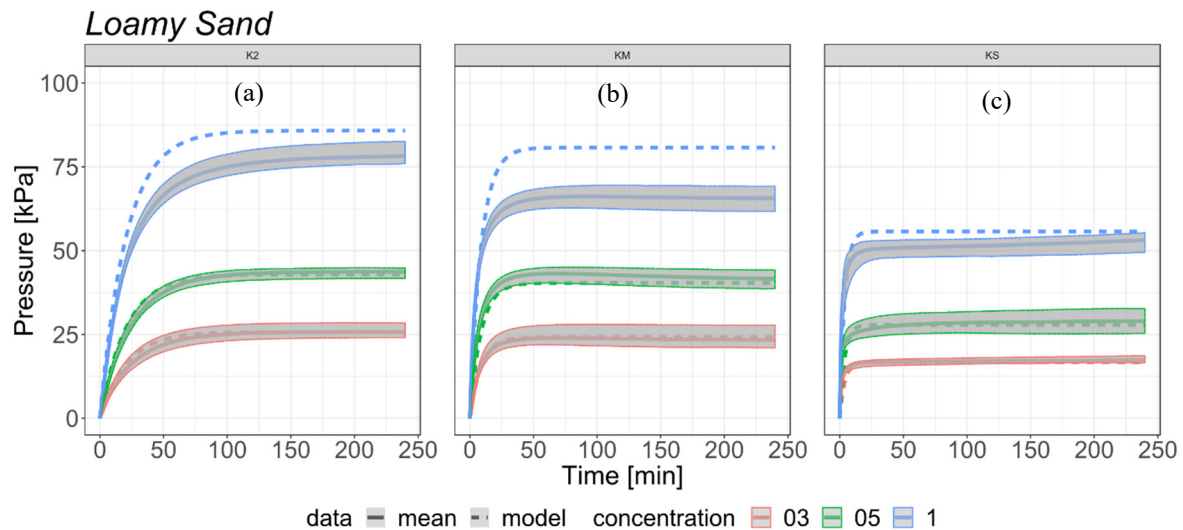 Loamy Sand
K2 KM KS
(a) (b) (c)
100
75
50
25
0
Pressure [kPa]
0 50 100 150 200 250 0 50 100 150 200 250 0 50 100 150 200 250
Time [min]
data mean model concentration 03 05 1